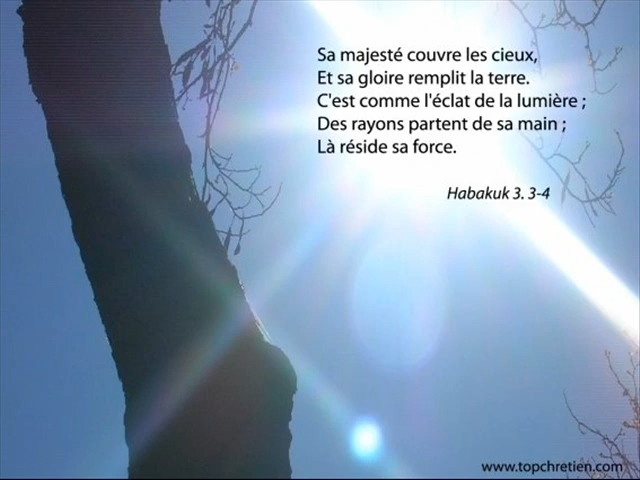 Sa majesté couvre les cieux,
Et sa gloire remplit la terre.
C'est comme l'éclat de la lumière ;
Des rayons partent de sa main ;
Là réside sa force.
Habakuk 3. 3-4
www.topchretien.com